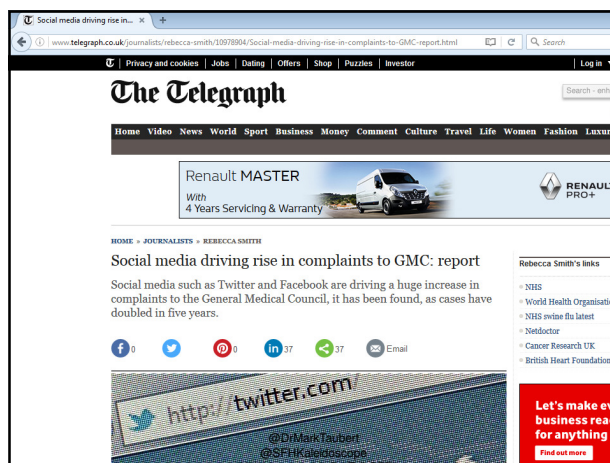 Social media driving rise in... × +
www.telegraph.co.uk/journalists/rebecca-smith/10978904/Social-media-driving-rise-in-complaints-to-GMC-report.html
Search
Privacy and cookies | Jobs | Dating | Offers | Shop | Puzzles | Investor
Log in
The Telegraph
Search - enh
Home Video News World Sport Business Money Comment Culture Travel Life Women Fashion Luxur
Renault MASTER
With
4 Years Servicing & Warranty
RENAULT
PRO+
HOME » JOURNALISTS » REBECCA SMITH
Social media driving rise in complaints to GMC: report
Social media such as Twitter and Facebook are driving a huge increase in
complaints to the General Medical Council, it has been found, as cases have
doubled in five years.
0
0
37
37
Email
Rebecca Smith's links
NHS
World Health Organisatio
NHS swine flu latest
Netdoctor
Cancer Research UK
British Heart Foundation
http://twitter.com/
@DrMarkTaubert
@SFHKaleidoscope
Let's make ev
business rea
for anything
Find out more